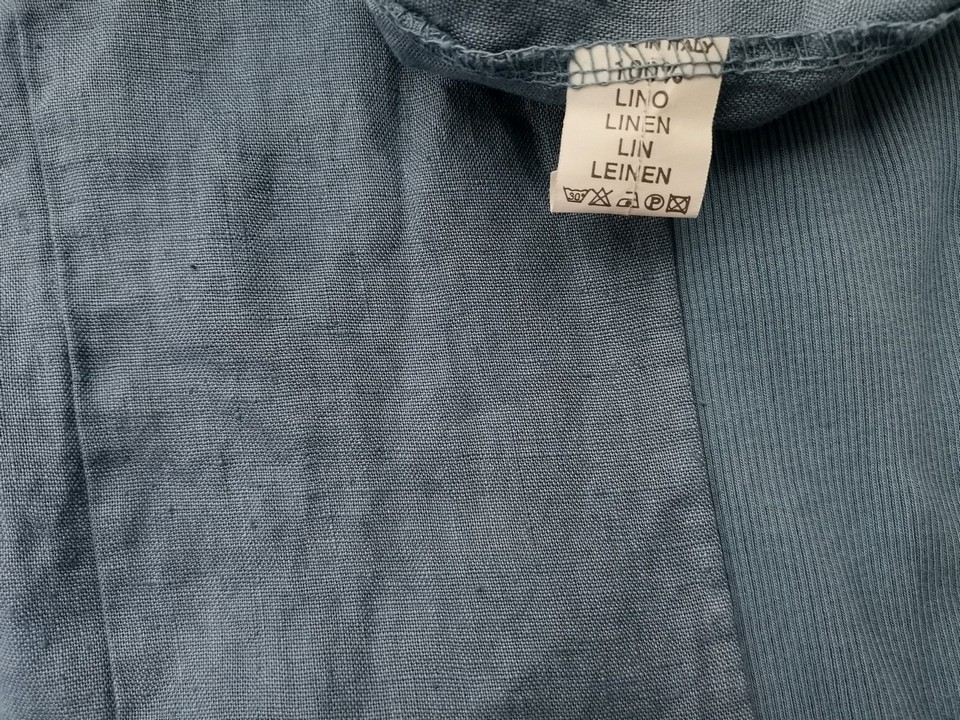 IN ITALY
100%
LINO
LINEN
LIN
LEINEN
30° P